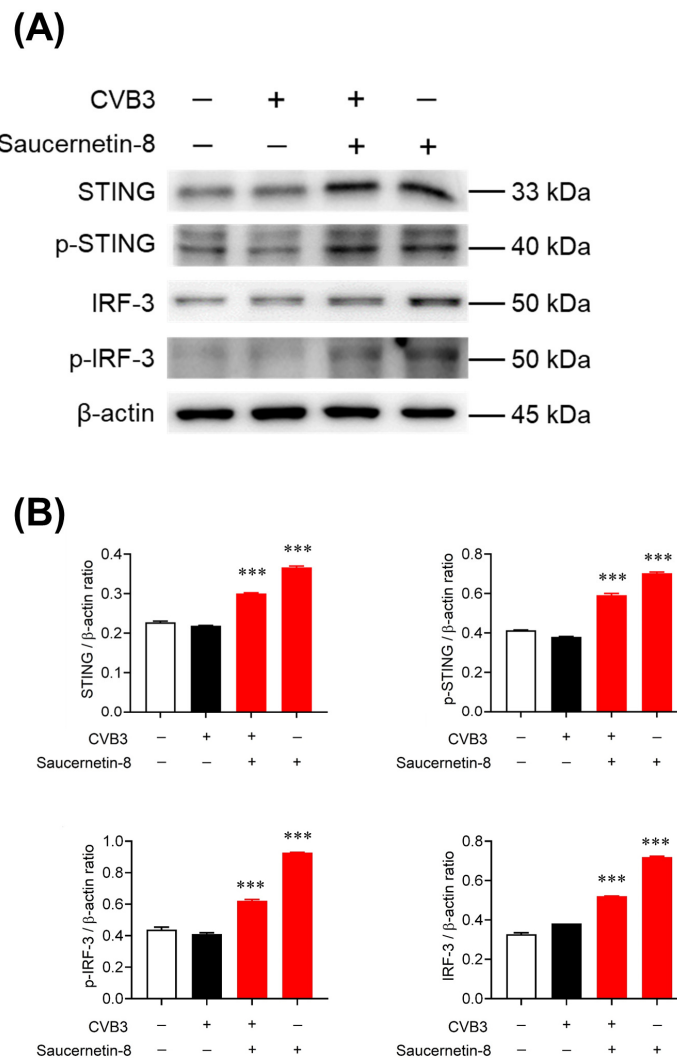 (A)
CVB3 – + + –
Saucernetin-8 – – + +
STING 33 kDa
p-STING 40 kDa
IRF-3 50 kDa
p-IRF-3 50 kDa
β-actin 45 kDa
(B)
STING / β-actin ratio
0.4
0.3
0.2
0.1
0.0
*** ***
CVB3 – + + –
Saucernetin-8 – – + +
p-STING / β-actin ratio
0.8
0.6
0.4
0.2
0.0
*** ***
CVB3 – + + –
Saucernetin-8 – – + +
p-IRF-3 / β-actin ratio
1.0
0.8
0.6
0.4
0.2
0.0
*** ***
CVB3 – + + –
Saucernetin-8 – – + +
IRF-3 / β-actin ratio
0.8
0.6
0.4
0.2
0.0
*** ***
CVB3 – + + –
Saucernetin-8 – – + +